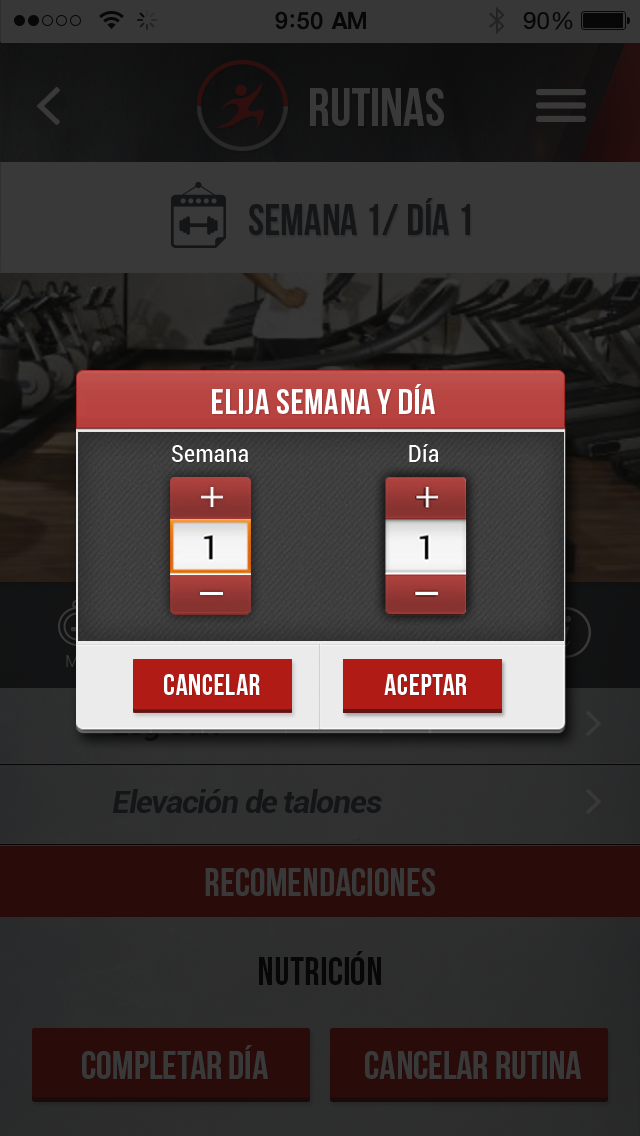 9:50 AM 90%
RUTINAS
SEMANA 1/ DÍA 1
ELIJA SEMANA Y DÍA
Semana Día
+ +
1 1
− −
CANCELAR ACEPTAR
Elevación de talones
RECOMENDACIONES
NUTRICIÓN
COMPLETAR DÍA CANCELAR RUTINA